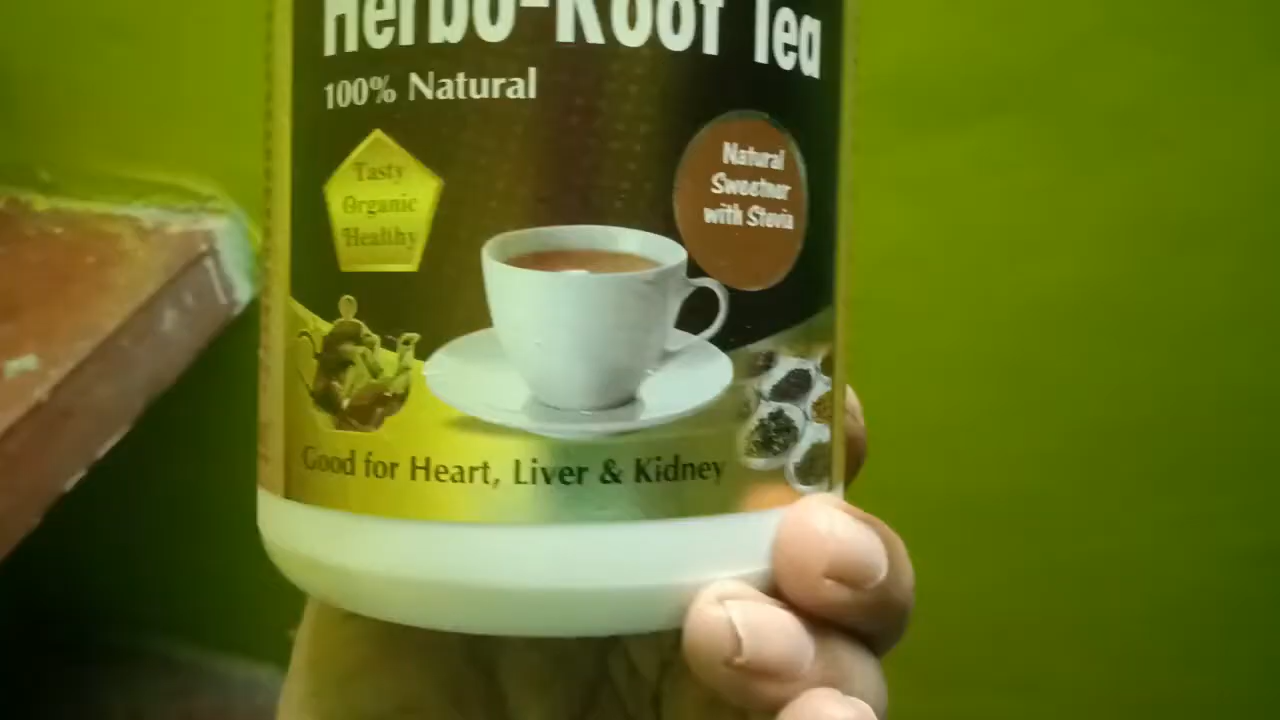 Herbo-Root Tea
100% Natural
Tasty
Organic
Healthy
Natural
Sweetner
with Stevia
Good for Heart, Liver & Kidney